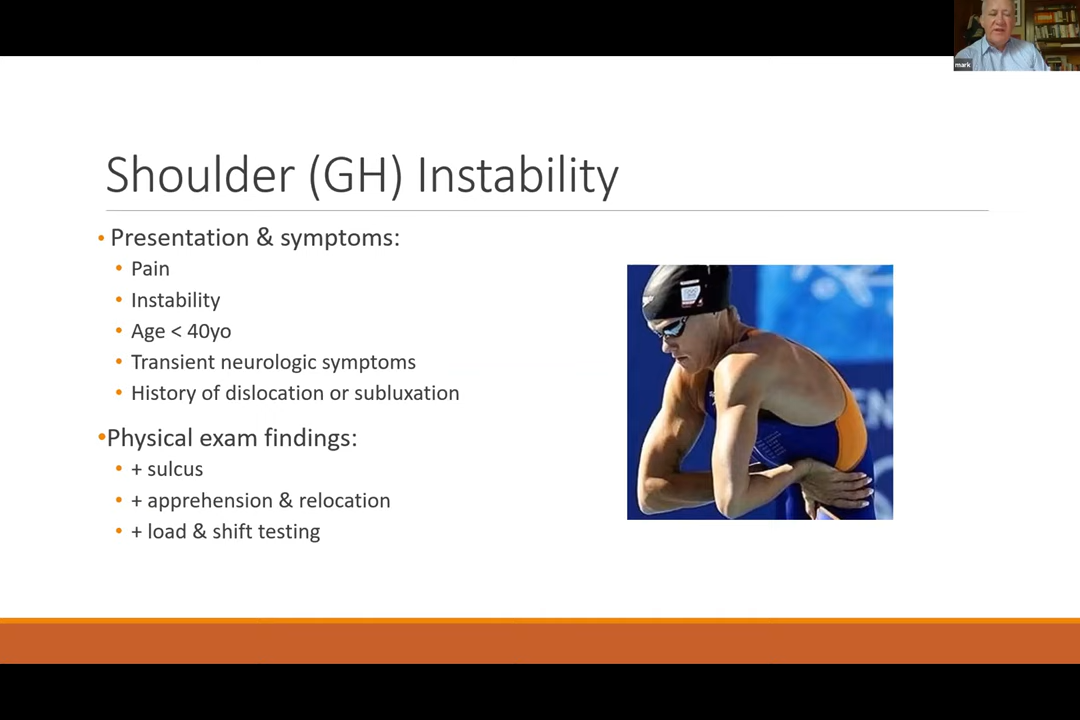 mark
Shoulder (GH) Instability
• Presentation & symptoms:
• Pain
• Instability
• Age < 40yo
• Transient neurologic symptoms
• History of dislocation or subluxation
•Physical exam findings:
• + sulcus
• + apprehension & relocation
• + load & shift testing
EN